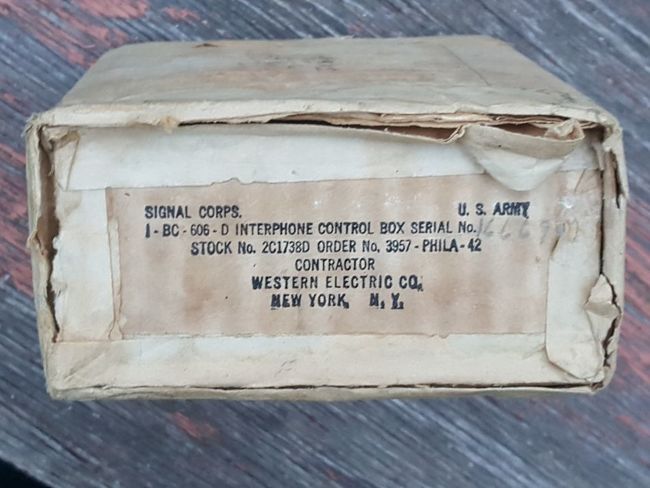 SIGNAL CORPS. U. S. ARMY
1 - BC - 606 - D INTERPHONE CONTROL BOX SERIAL No.
STOCK No. 2C1738D ORDER No. 3957 - PHILA - 42
CONTRACTOR
WESTERN ELECTRIC CO.
NEW YORK, N. Y.